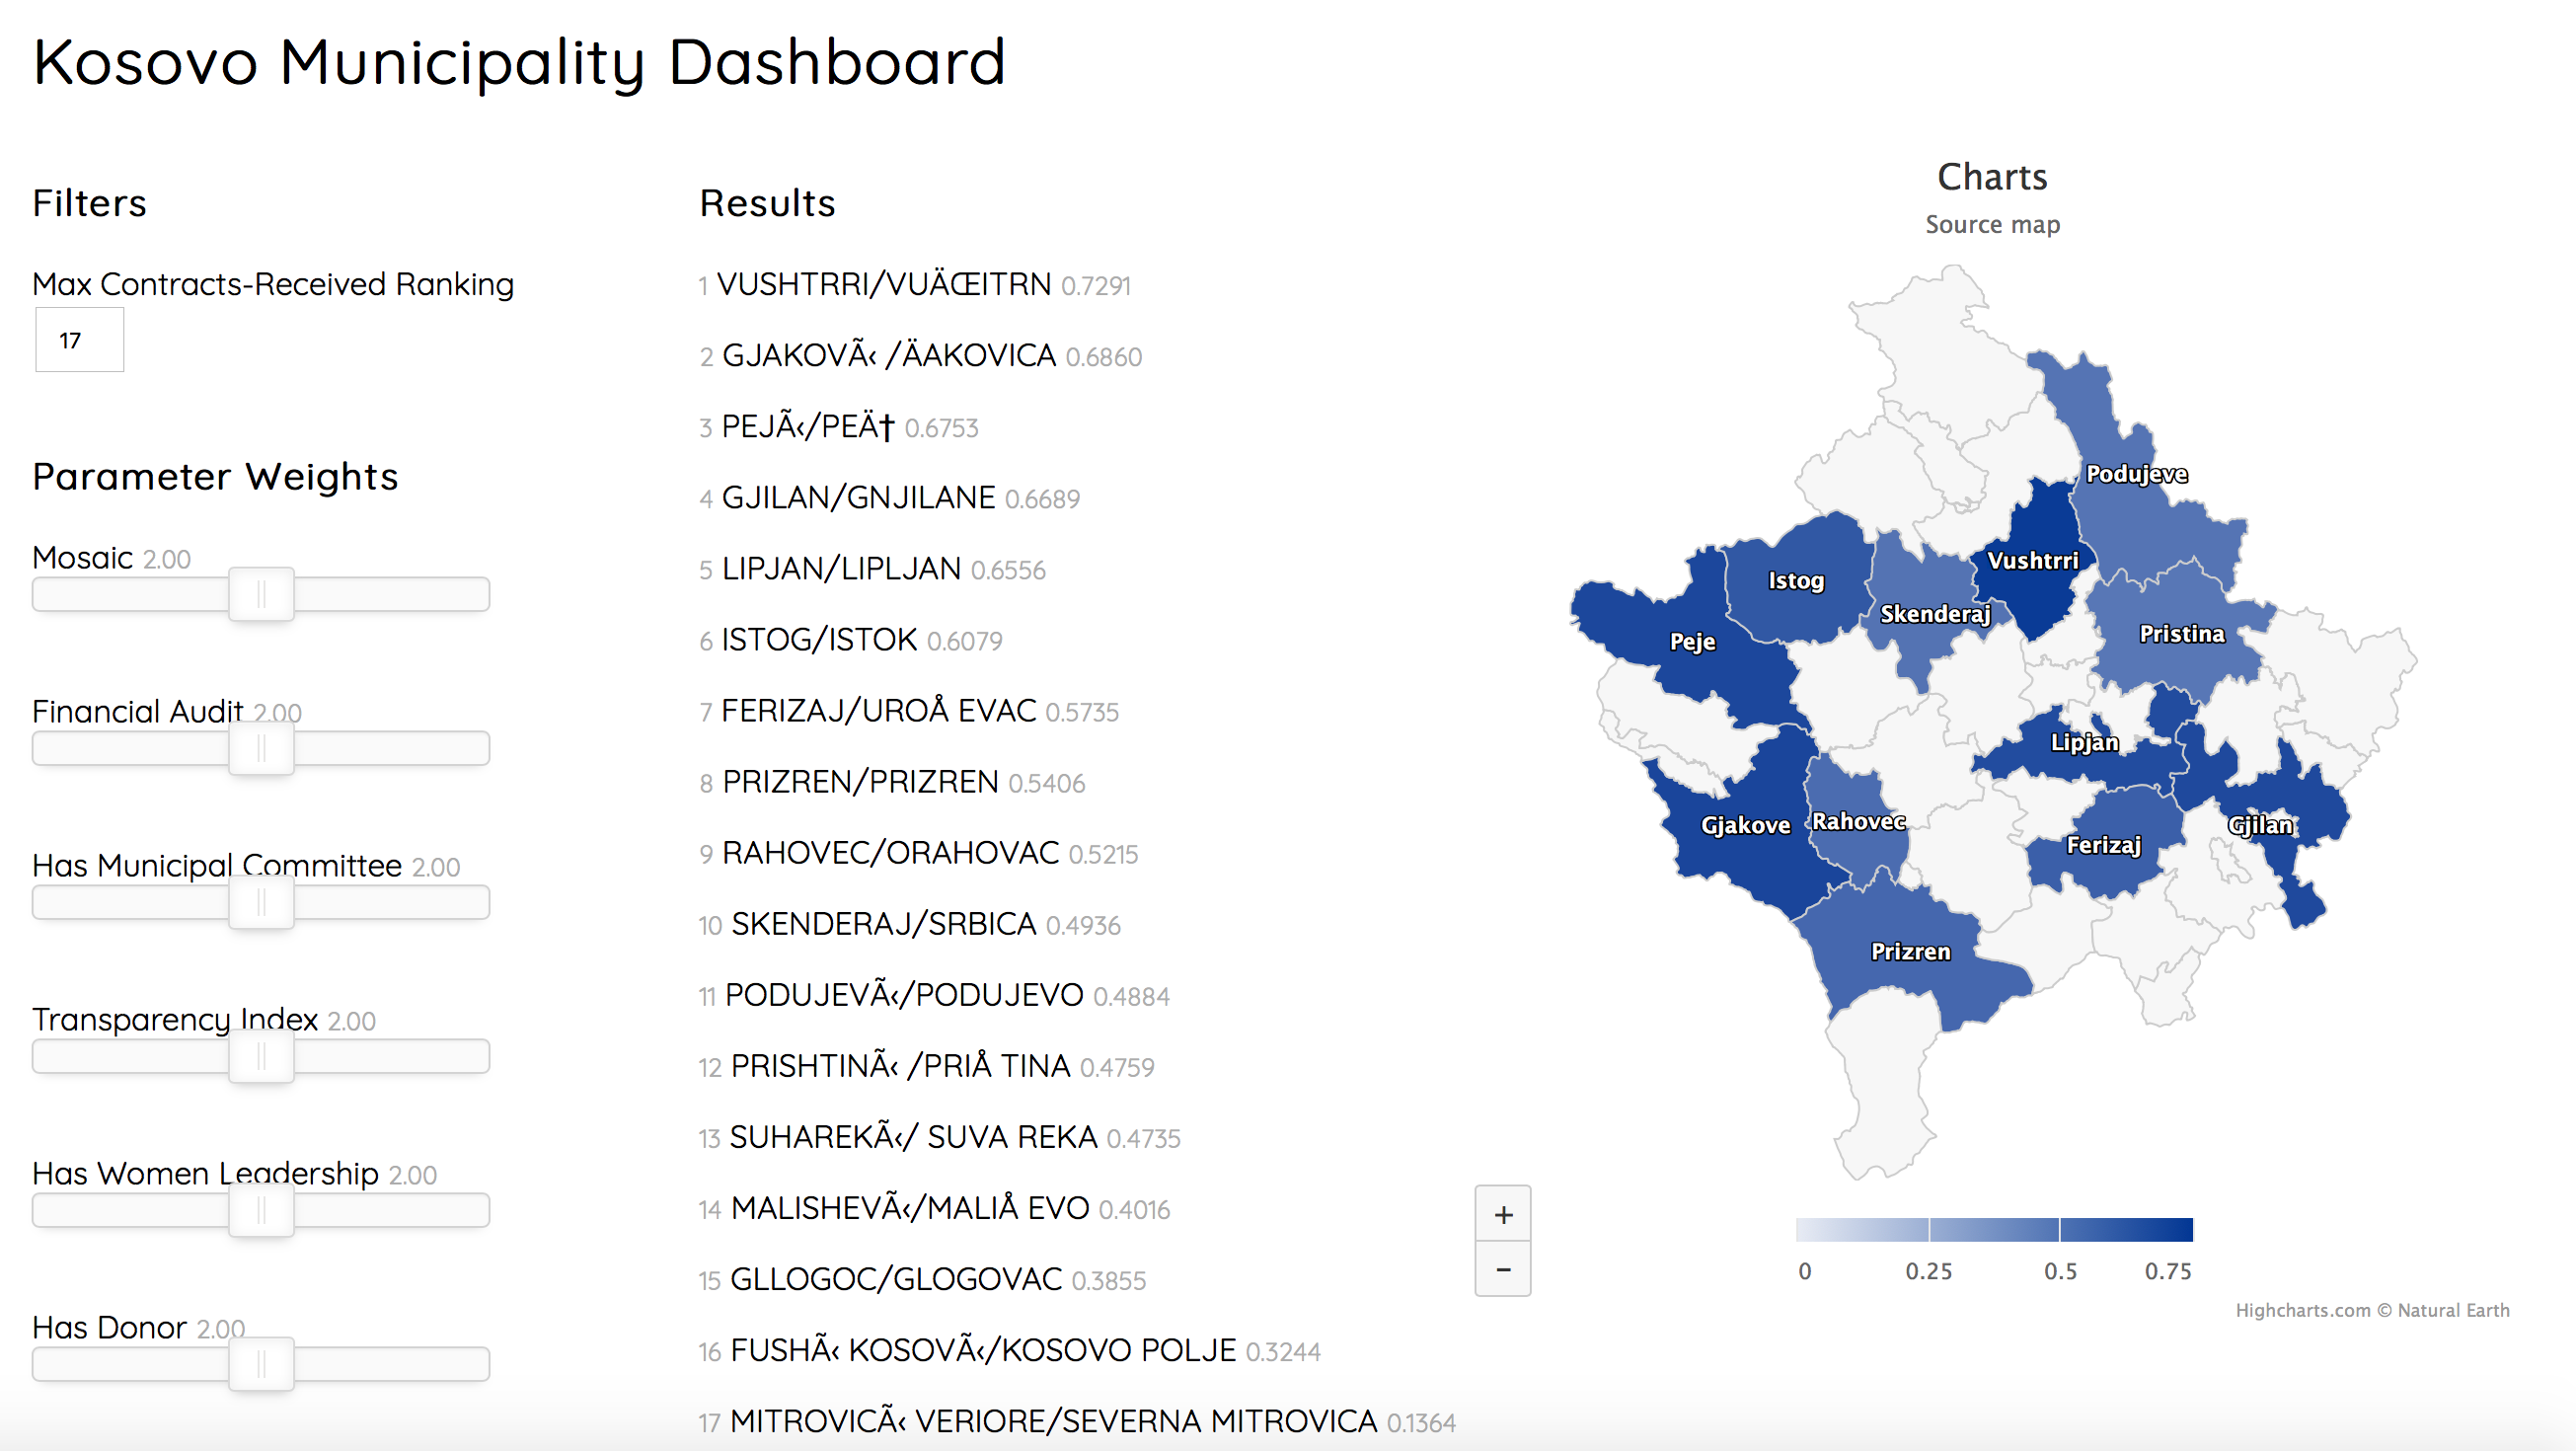 Kosovo Municipality Dashboard
Filters
Max Contracts-Received Ranking
17
Parameter Weights
Mosaic 2.00
Financial Audit 2.00
Has Municipal Committee 2.00
Transparency Index 2.00
Has Women Leadership 2.00
Has Donor 2.00
Results
1 VUSHTRRI/VUÄŒITRN 0.7291
2 GJAKOVÃ‹ /ÄAKOVICA 0.6860
3 PEJÃ‹/PEÄ† 0.6753
4 GJILAN/GNJILANE 0.6689
5 LIPJAN/LIPLJAN 0.6556
6 ISTOG/ISTOK 0.6079
7 FERIZAJ/UROÅ EVAC 0.5735
8 PRIZREN/PRIZREN 0.5406
9 RAHOVEC/ORAHOVAC 0.5215
10 SKENDERAJ/SRBICA 0.4936
11 PODUJEVÃ‹/PODUJEVO 0.4884
12 PRISHTINÃ‹ /PRIÅ TINA 0.4759
13 SUHAREKÃ‹/ SUVA REKA 0.4735
14 MALISHEVÃ‹/MALIÅ EVO 0.4016
15 GLLOGOC/GLOGOVAC 0.3855
16 FUSHÃ‹ KOSOVÃ‹/KOSOVO POLJE 0.3244
17 MITROVICÃ‹ VERIORE/SEVERNA MITROVICA 0.1364
Charts
Source map
Podujeve
Vushtrri
Istog
Skenderaj
Pristina
Peje
Lipjan
Gjakove
Rahovec
Gjilan
Ferizaj
Prizren
+
−
0 0.25 0.5 0.75
Highcharts.com © Natural Earth